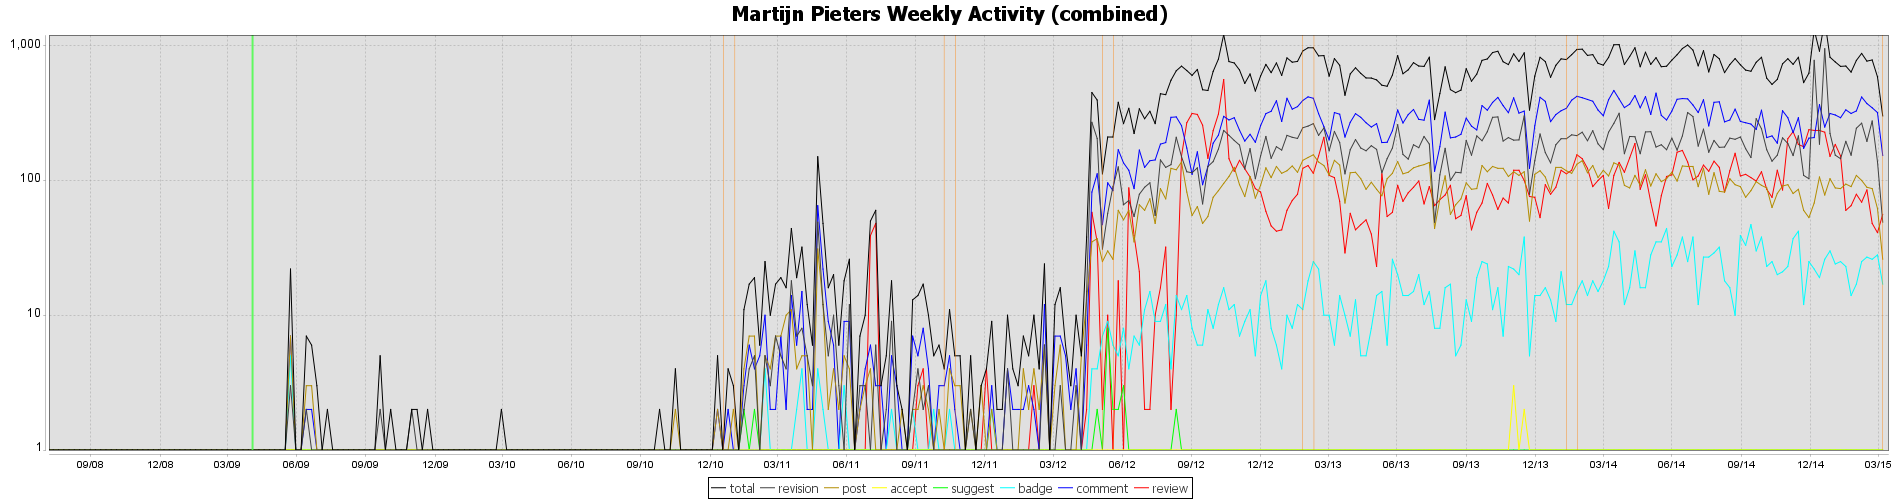 Martijn Pieters Weekly Activity (combined)
1,000
100
10
1
09/08 12/08 03/09 06/09 09/09 12/09 03/10 06/10 09/10 12/10 03/11 06/11 09/11 12/11 03/12 06/12 09/12 12/12 03/13 06/13 09/13 12/13 03/14 06/14 09/14 12/14 03/15
total revision post accept suggest badge comment review